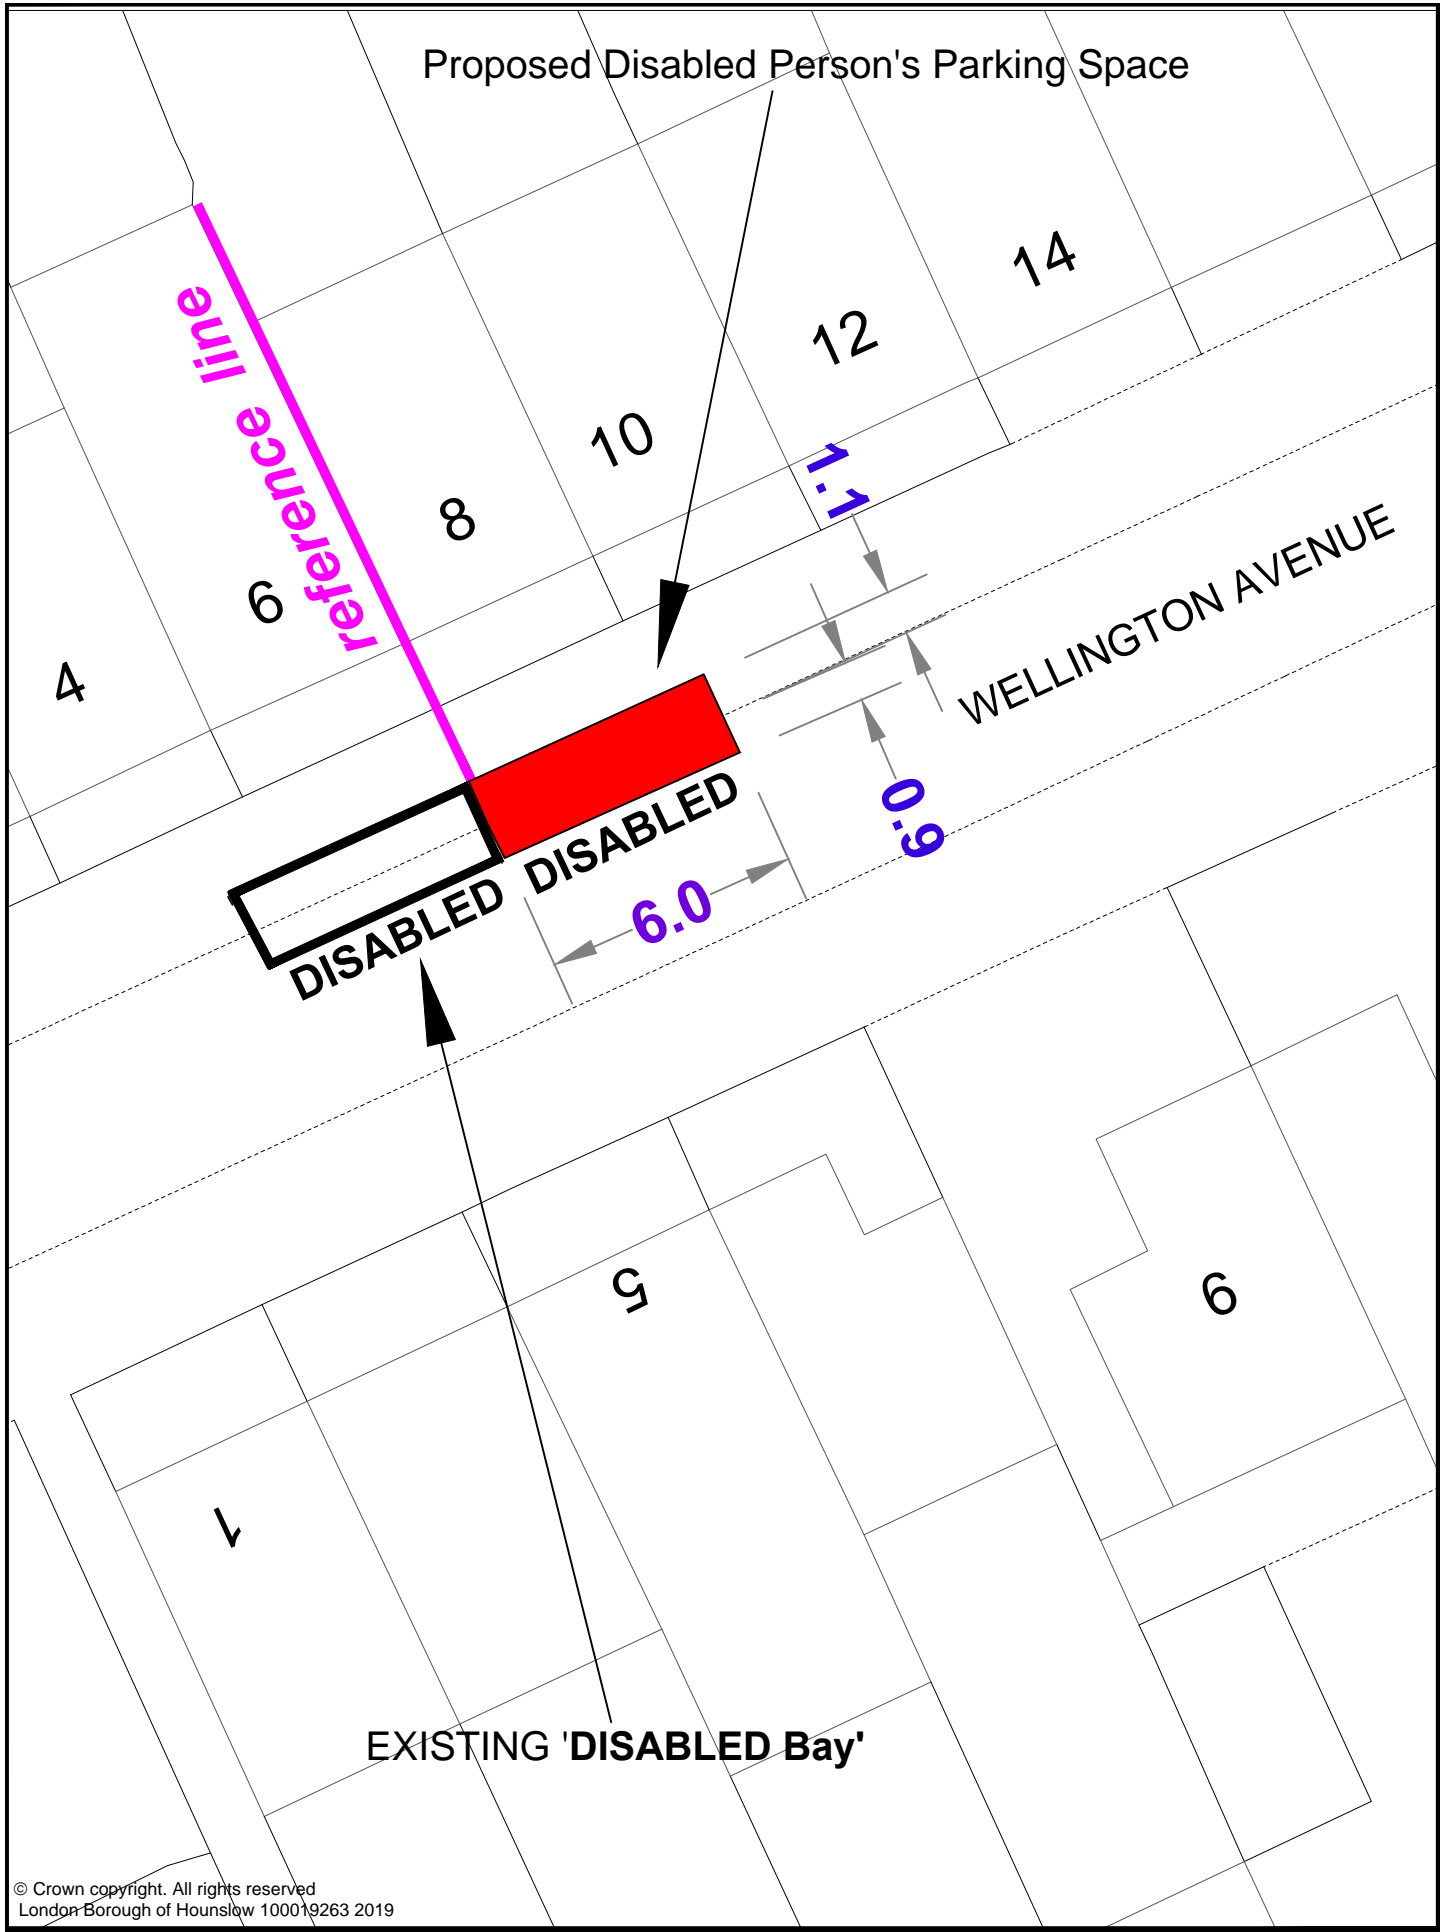 Proposed Disabled Person's Parking Space
14
12
10
8
6
4
reference line
1.1
WELLINGTON AVENUE
0.9
DISABLED
6.0
DISABLED
5
9
1
EXISTING 'DISABLED Bay'
© Crown copyright. All rights reserved
London Borough of Hounslow 100019263 2019